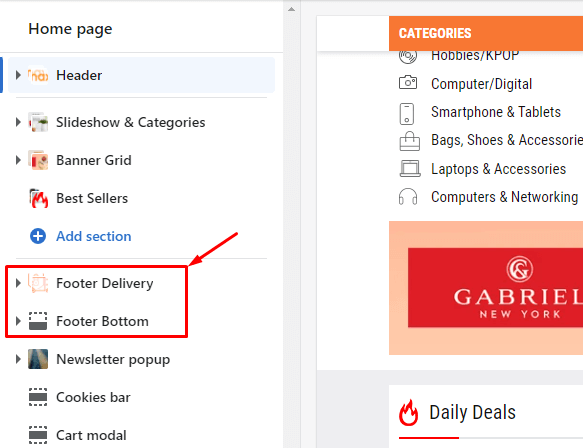 Home page
Header
Slideshow & Categories
Banner Grid
Best Sellers
Add section
Footer Delivery
Footer Bottom
Newsletter popup
Cookies bar
Cart modal
CATEGORIES
Hobbies/KPOP
Computer/Digital
Smartphone & Tablets
Bags, Shoes & Accessorie
Laptops & Accessories
Computers & Networking
GABRIEL
NEW YORK
Daily Deals